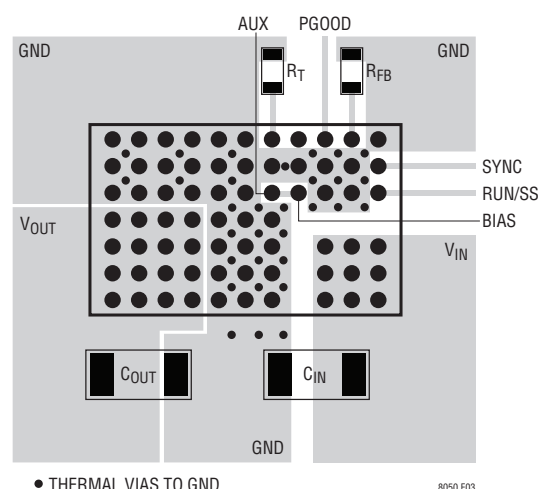 AUX PGOOD
GND
GND
RT
RFB
SYNC
RUN/SS
BIAS
VOUT
VIN
COUT
CIN
GND
● THERMAL VIAS TO GND
8050 F03